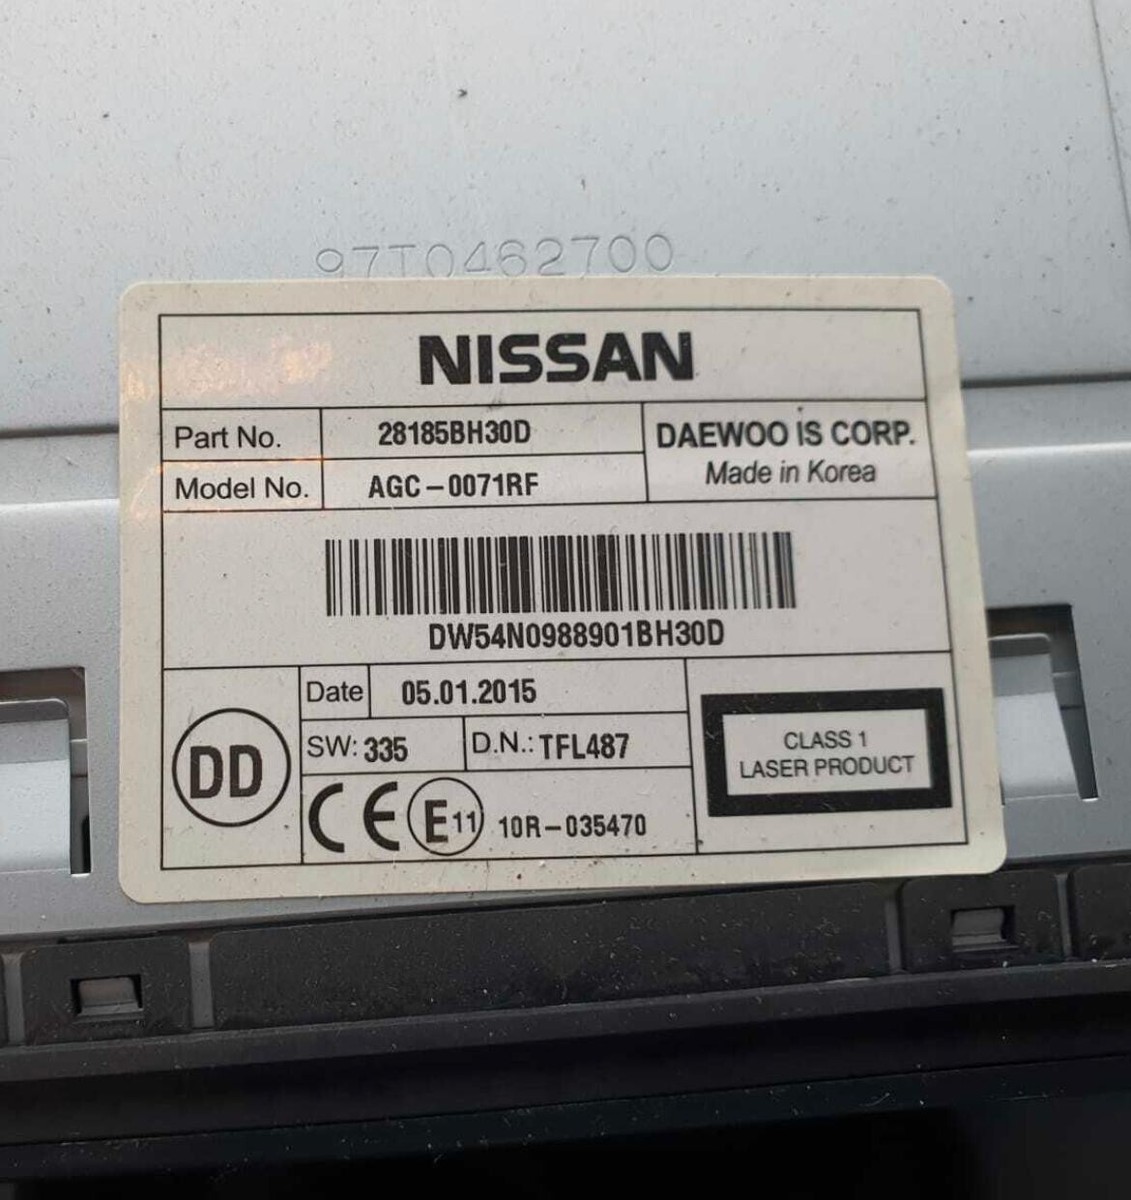 97T0462700
NISSAN
Part No. 28185BH30D
DAEWOO IS CORP.
Made in Korea
Model No. AGC-0071RF
DW54N0988901BH30D
DD
Date 05.01.2015
SW: 335 D.N.: TFL487
CE E11 10R-035470
CLASS 1
LASER PRODUCT